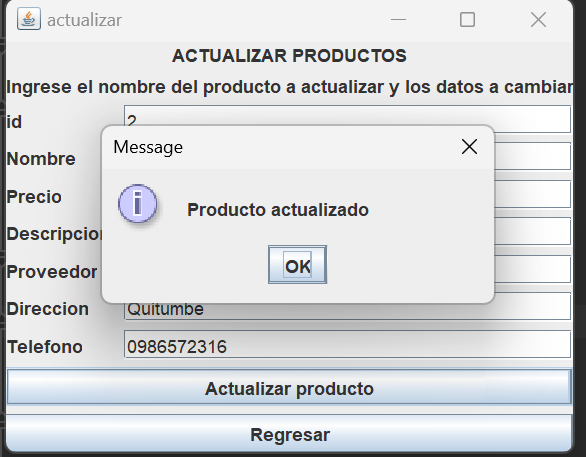 actualizar
ACTUALIZAR PRODUCTOS
Ingrese el nombre del producto a actualizar y los datos a cambiar
id 2
Message
Nombre
Precio
Producto actualizado
Descripcion
OK
Proveedor
Direccion Quitumbe
Telefono 0986572316
Actualizar producto
Regresar